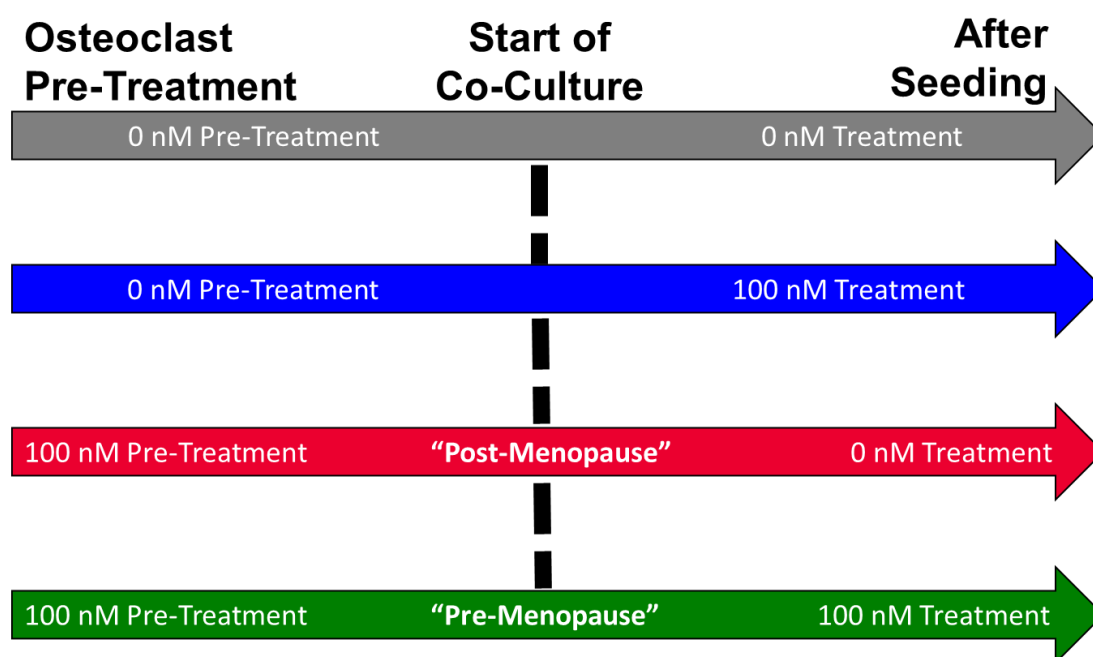 Osteoclast Pre-Treatment
Start of Co-Culture
After Seeding
0 nM Pre-Treatment 0 nM Treatment
0 nM Pre-Treatment 100 nM Treatment
100 nM Pre-Treatment “Post-Menopause” 0 nM Treatment
100 nM Pre-Treatment “Pre-Menopause” 100 nM Treatment